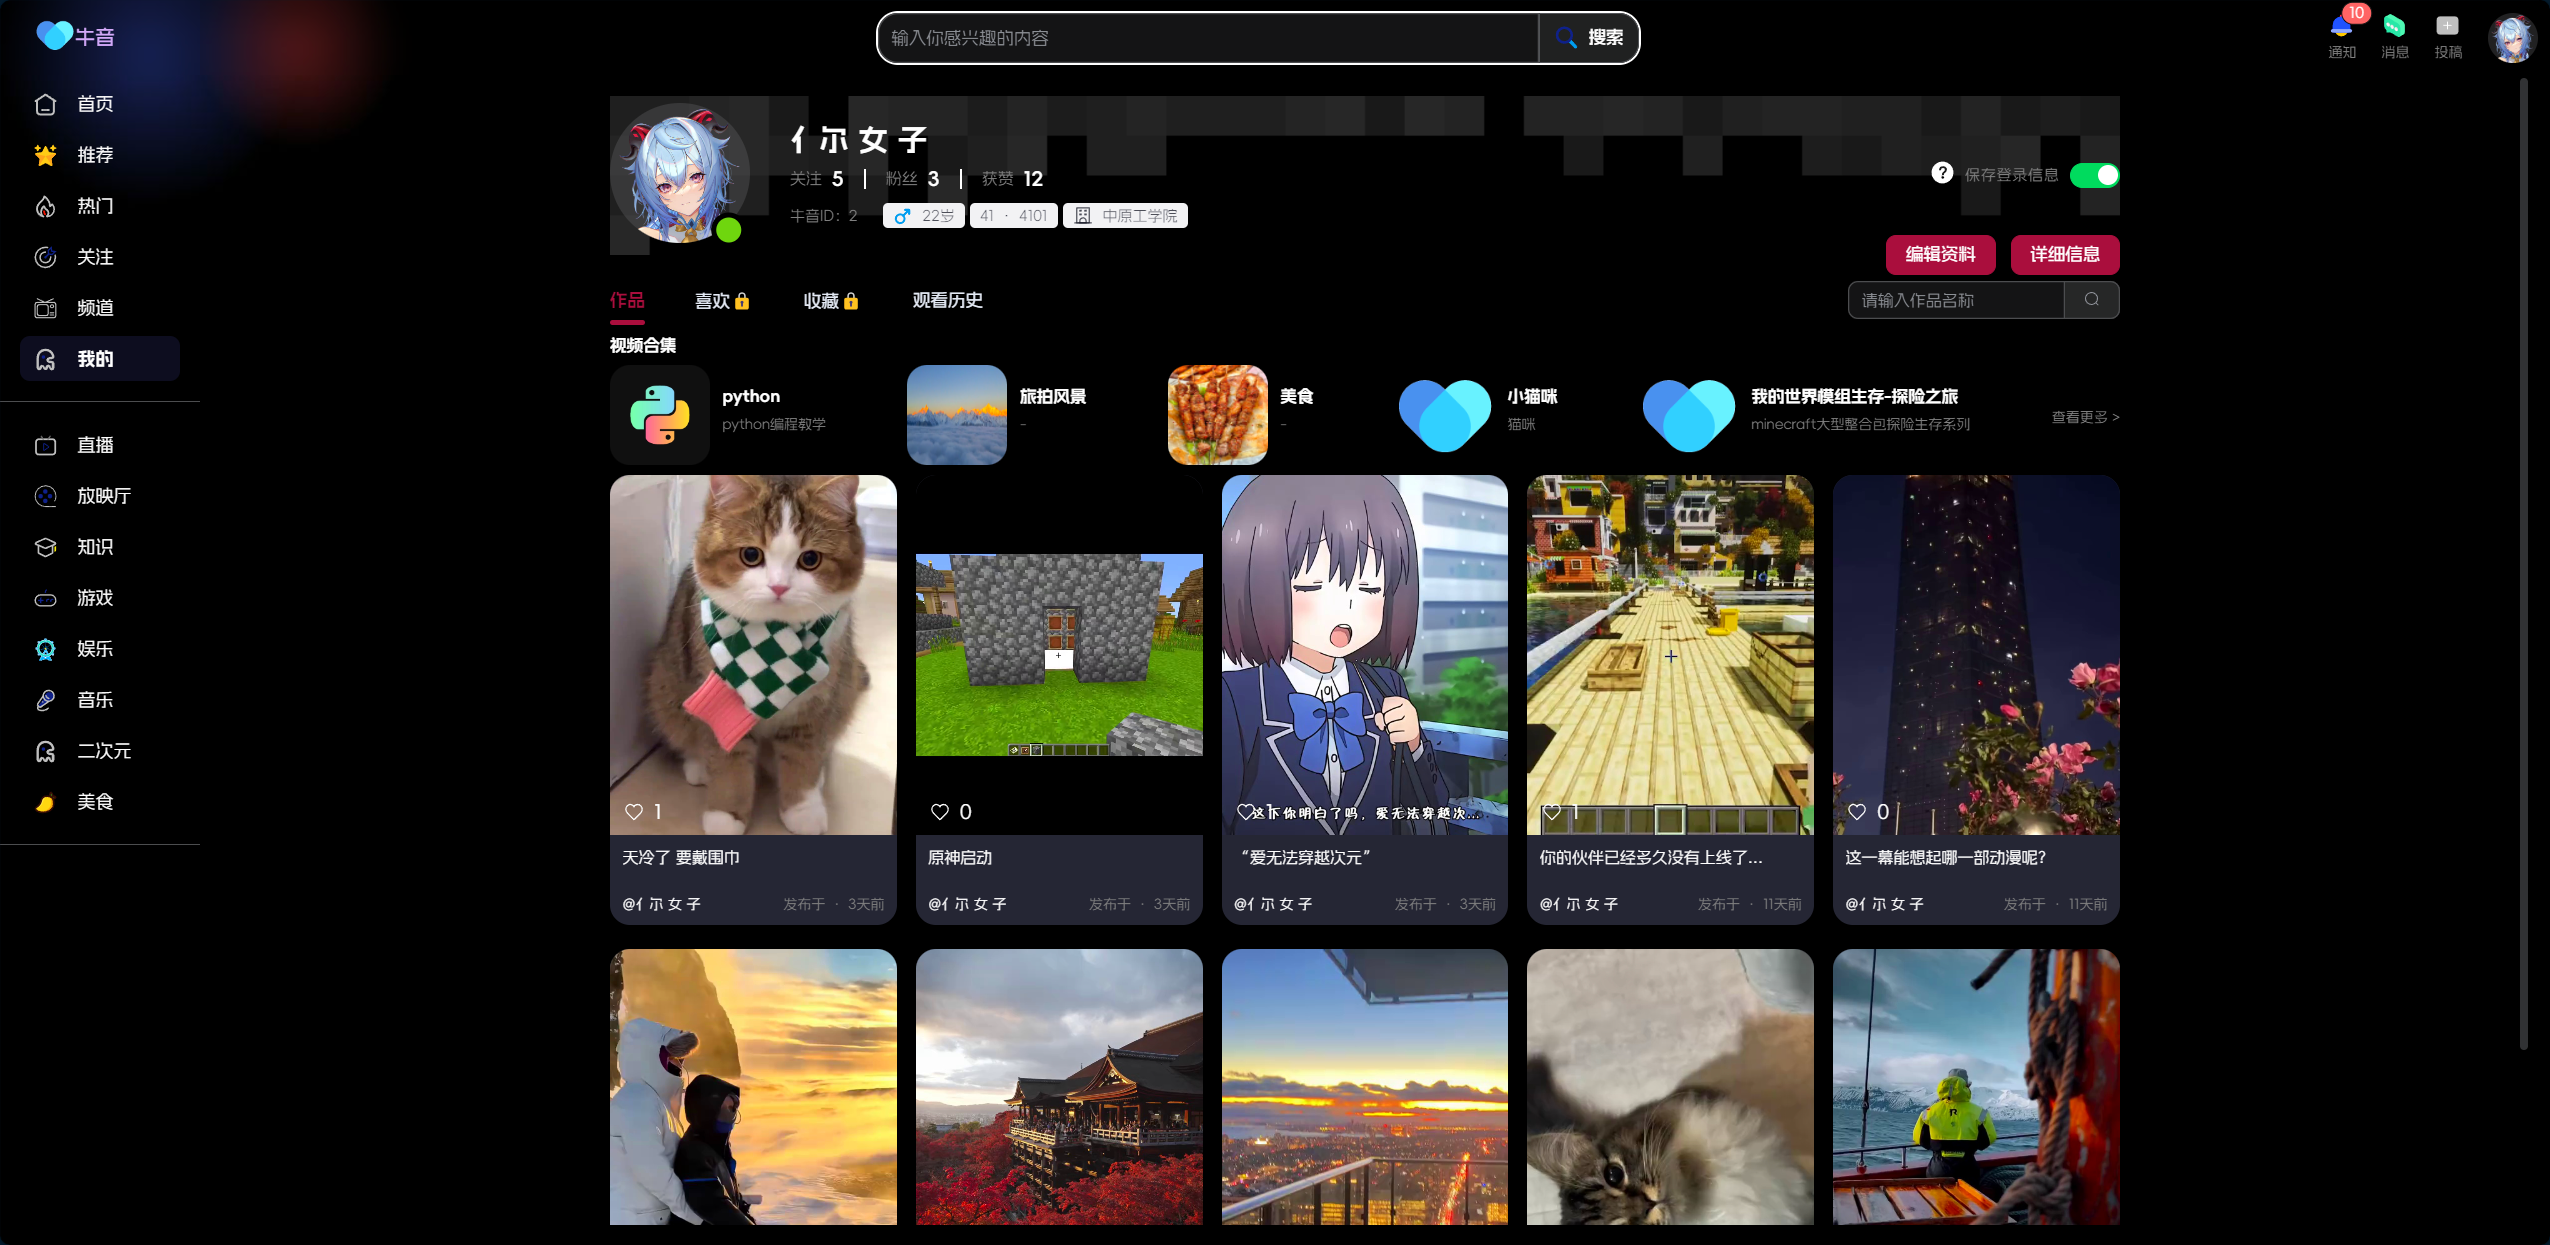 牛音
输入你感兴趣的内容
搜索
10
通知
消息
投稿
首页
推荐
热门
关注
频道
我的
直播
放映厅
知识
游戏
娱乐
音乐
二次元
美食
亻尔 女 子
关注 5 粉丝 3 获赞 12
牛音ID：2 22岁 41 · 4101 中原工学院
保存登录信息
编辑资料 详细信息
作品 喜欢 收藏 观看历史
请输入作品名称
视频合集
python
python编程教学
旅拍风景
-
美食
-
小猫咪
猫咪
我的世界模组生存-探险之旅
minecraft大型整合包探险生存系列
查看更多 >
1
天冷了 要戴围巾
@亻尔 女 子 发布于 · 3天前
0
原神启动
@亻尔 女 子 发布于 · 3天前
1
这下你明白了吗，爱无法穿越次...
“爱无法穿越次元”
@亻尔 女 子 发布于 · 3天前
1
你的伙伴已经多久没有上线了...
@亻尔 女 子 发布于 · 11天前
0
这一幕能想起哪一部动漫呢？
@亻尔 女 子 发布于 · 11天前